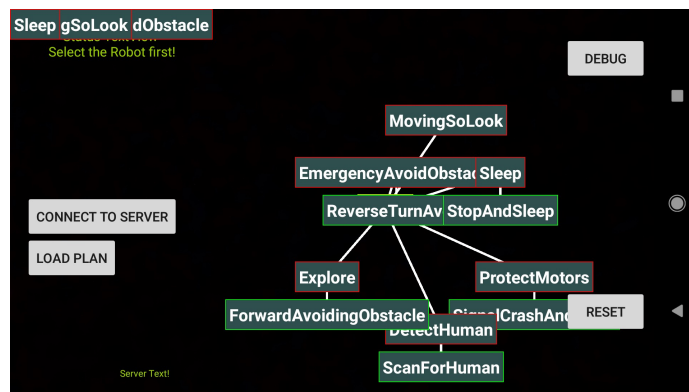 Sleep gSoLook dObstacle
Select the Robot first!
DEBUG
MovingSoLook
EmergencyAvoidObstac Sleep
CONNECT TO SERVER
ReverseTurnAv StopAndSleep
LOAD PLAN
Explore
ProtectMotors
ForwardAvoidingObstacle
RESET
DetectHuman
ScanForHuman
Server Text!